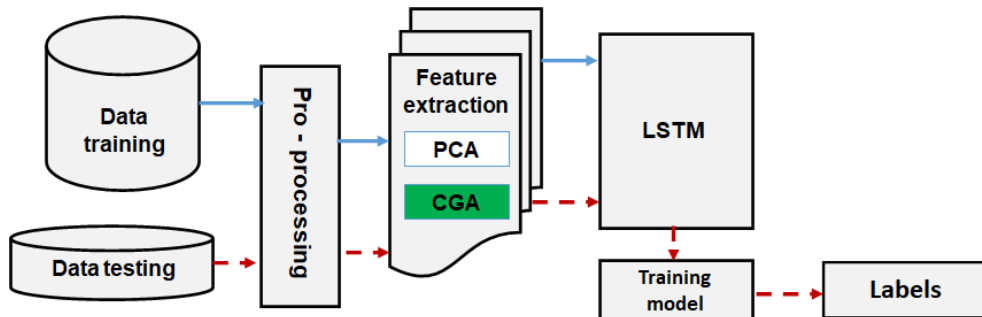 Data
training
Data testing
Pro - processing
Feature
extraction
PCA
CGA
LSTM
Training
model
Labels